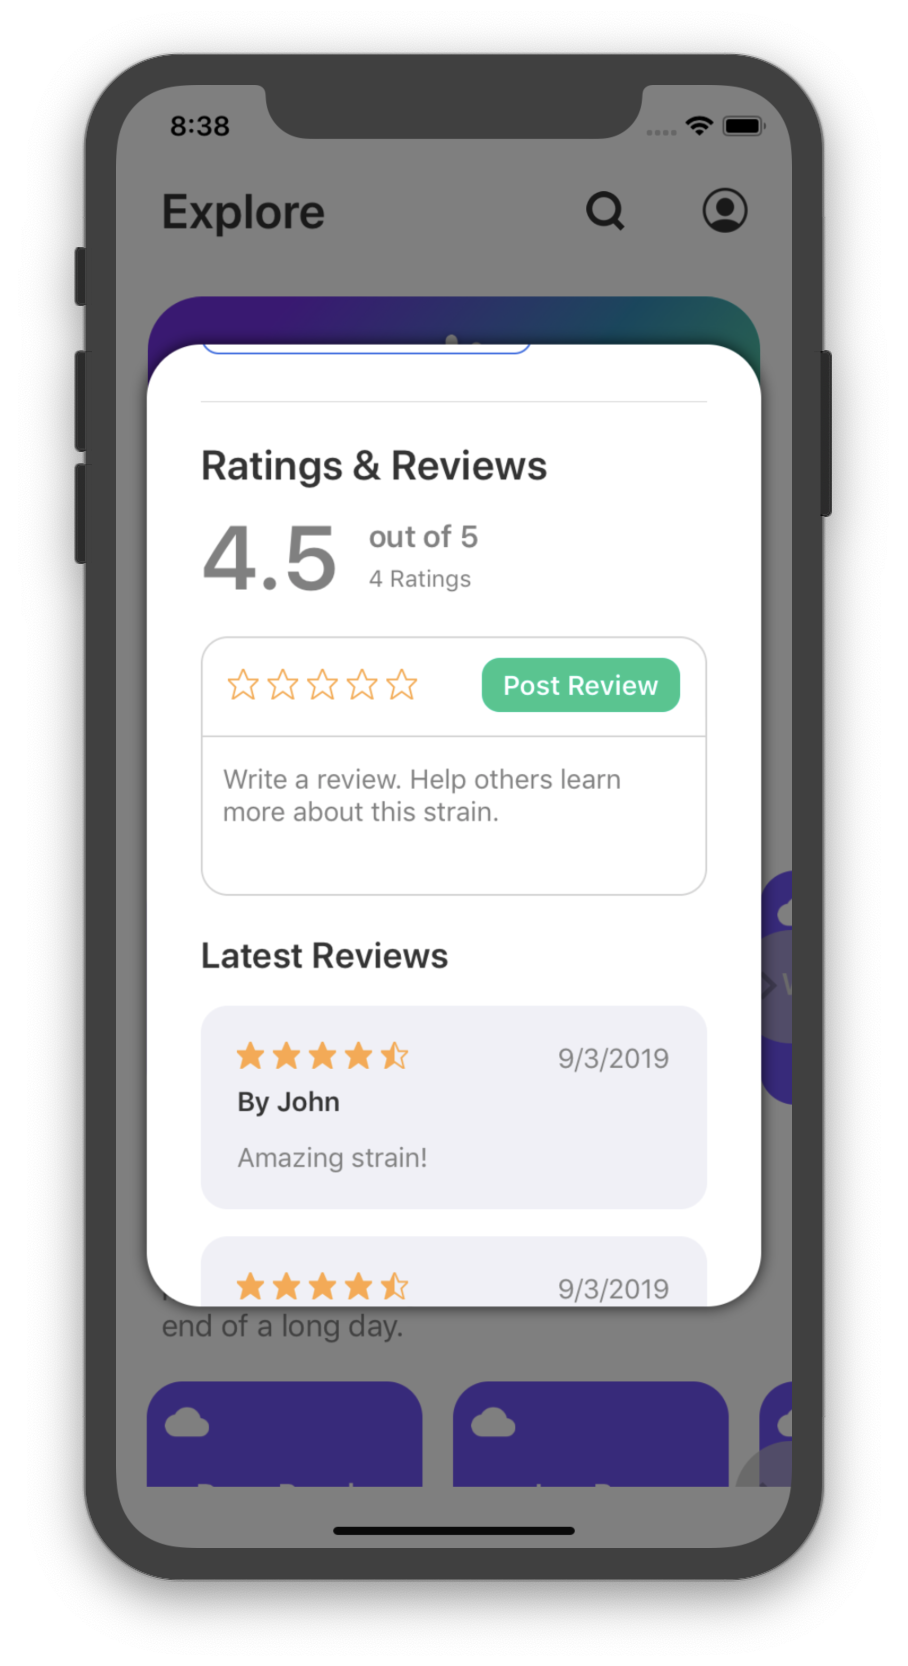 8:38
Explore
Ratings & Reviews
4.5
out of 5
4 Ratings
Post Review
Write a review. Help others learn
more about this strain.
Latest Reviews
9/3/2019
By John
Amazing strain!
9/3/2019
end of a long day.